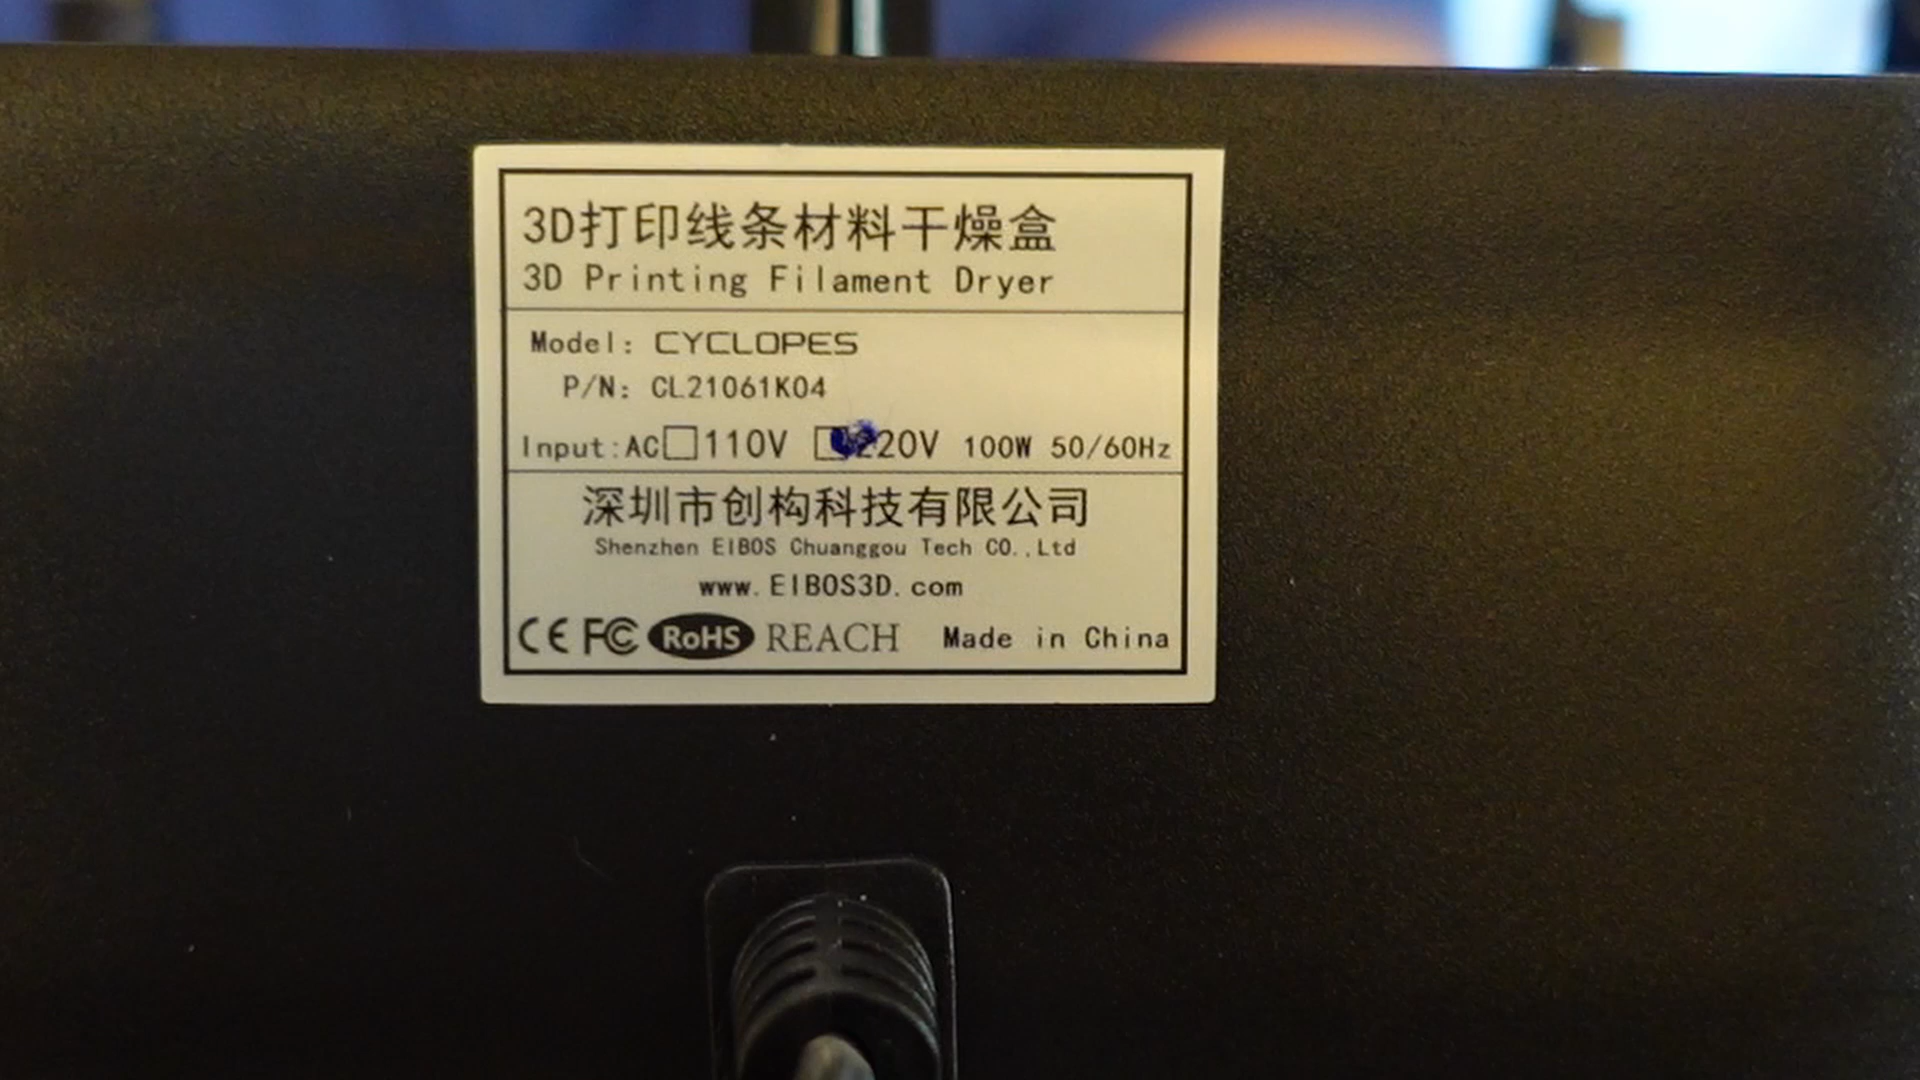 3D打印线条材料干燥盒
3D Printing Filament Dryer
Model: CYCLOPES
P/N: CL21061K04
Input:AC□110V □220V 100W 50/60Hz
深圳市创构科技有限公司
Shenzhen EIBOS Chuanggou Tech CO.,Ltd
www.EIBOS3D.com
CE FC RoHS REACH Made in China